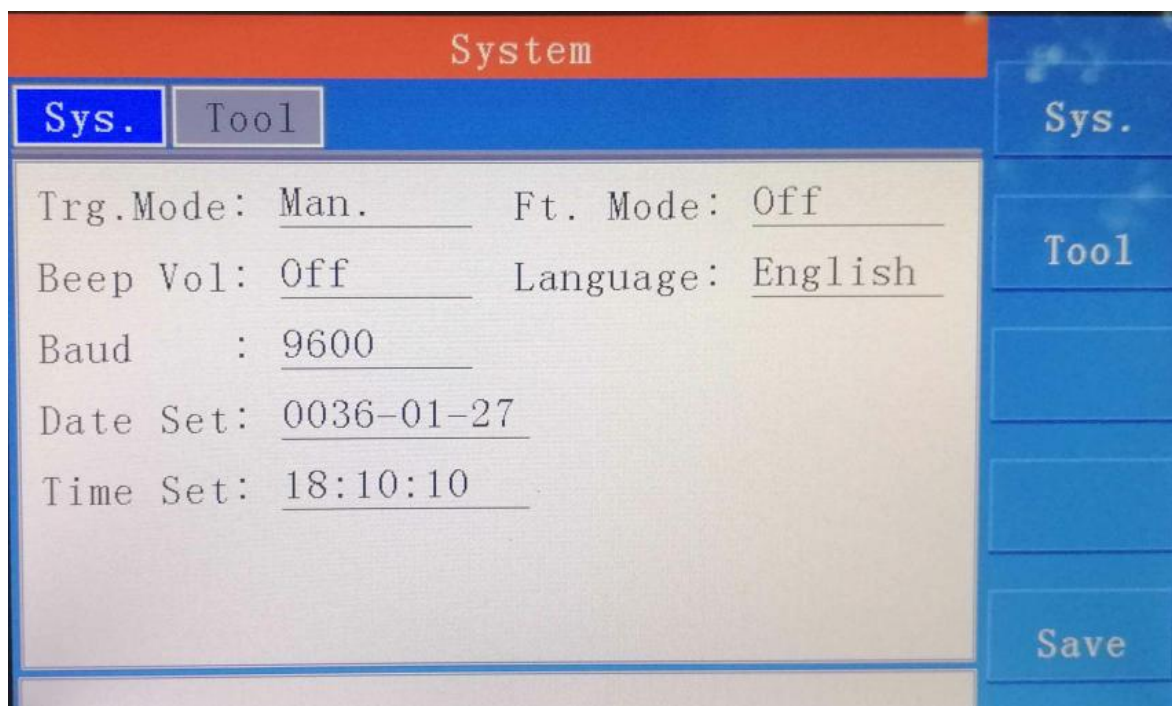 System
Sys. Tool
Trg.Mode: Man. Ft. Mode: Off
Beep Vol: Off Language: English
Baud : 9600
Date Set: 0036-01-27
Time Set: 18:10:10
Sys.
Tool
Save